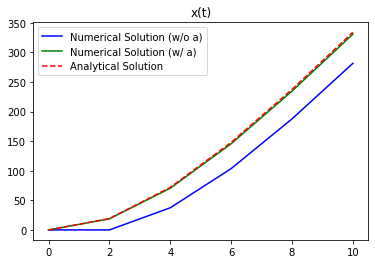 x(t)
350
300
250
200
150
100
50
0
Numerical Solution (w/o a)
Numerical Solution (w/ a)
Analytical Solution
0 2 4 6 8 10